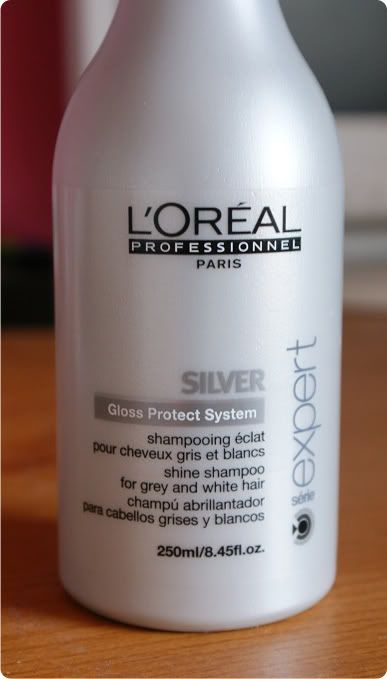 L'ORÉAL
PROFESSIONNEL
PARIS
SILVER
Gloss Protect System
shampooing éclat
pour cheveux gris et blancs
shine shampoo
for grey and white hair
champú abrillantador
para cabellos grises y blancos
250ml/8.45fl.oz.
série expert